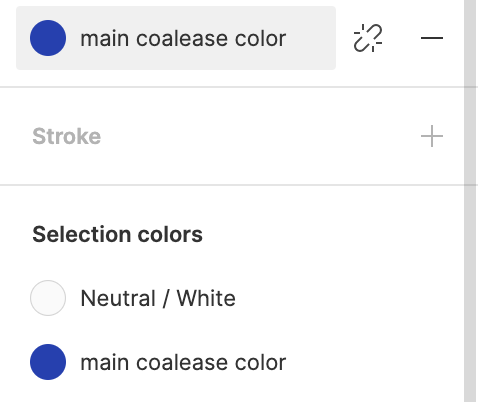 main coalease color
Stroke
Selection colors
Neutral / White
main coalease color